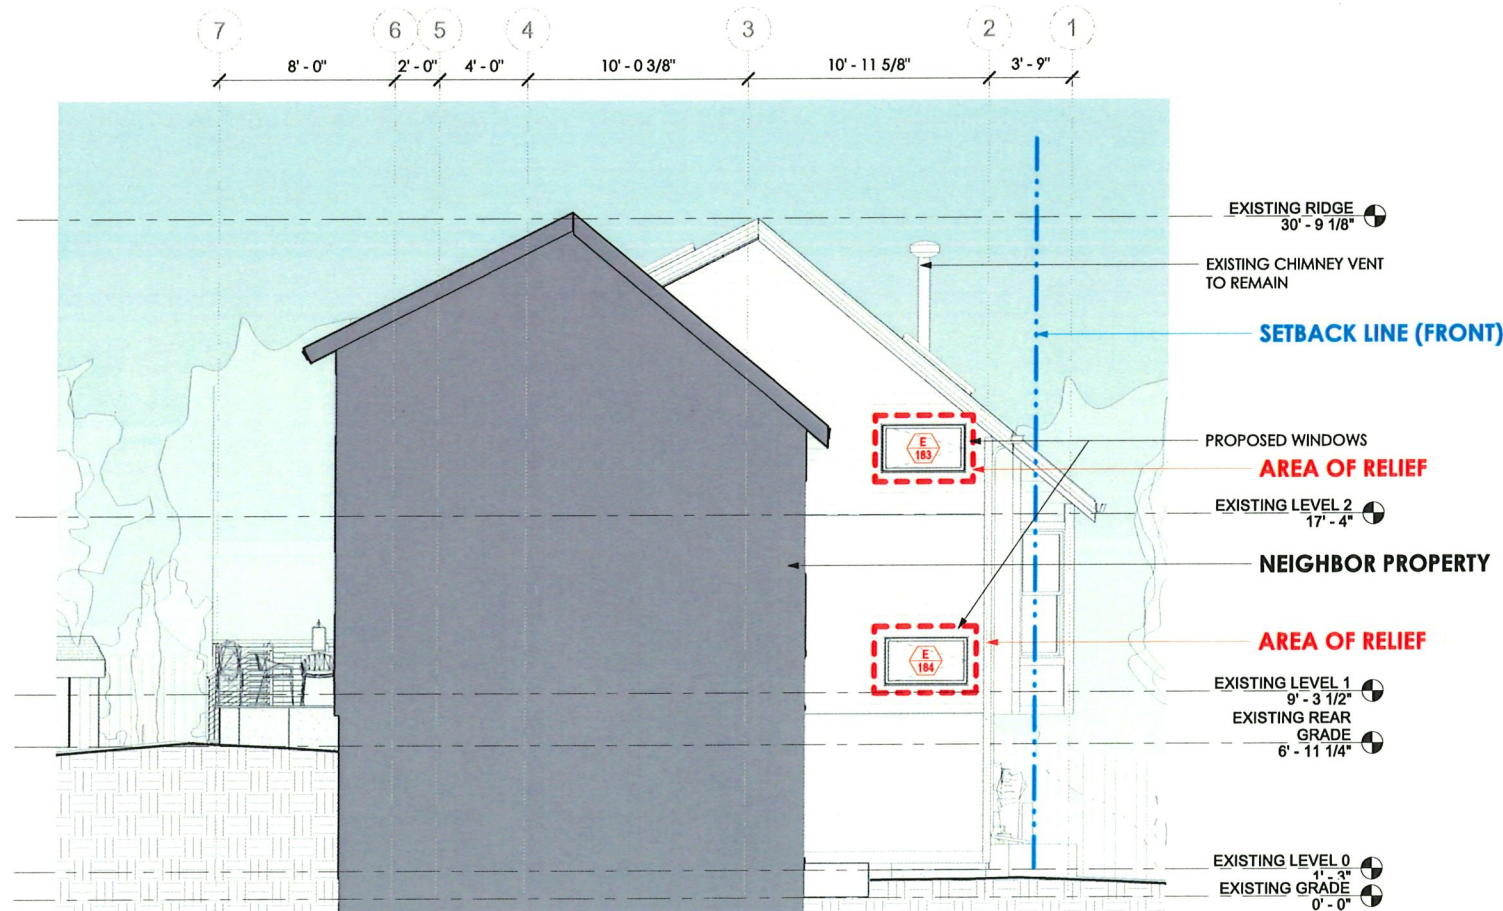 7 6 5 4 3 2 1
8' - 0" 2' - 0" 4' - 0" 10' - 0 3/8" 10' - 11 5/8" 3' - 9"
EXISTING RIDGE
30' - 9 1/8"
EXISTING CHIMNEY VENT
TO REMAIN
SETBACK LINE (FRONT)
E
183
PROPOSED WINDOWS
AREA OF RELIEF
EXISTING LEVEL 2
17' - 4"
NEIGHBOR PROPERTY
E
184
AREA OF RELIEF
EXISTING LEVEL 1
9' - 3 1/2"
EXISTING REAR
GRADE
6' - 11 1/4"
EXISTING LEVEL 0
1' - 3"
EXISTING GRADE
0' - 0"